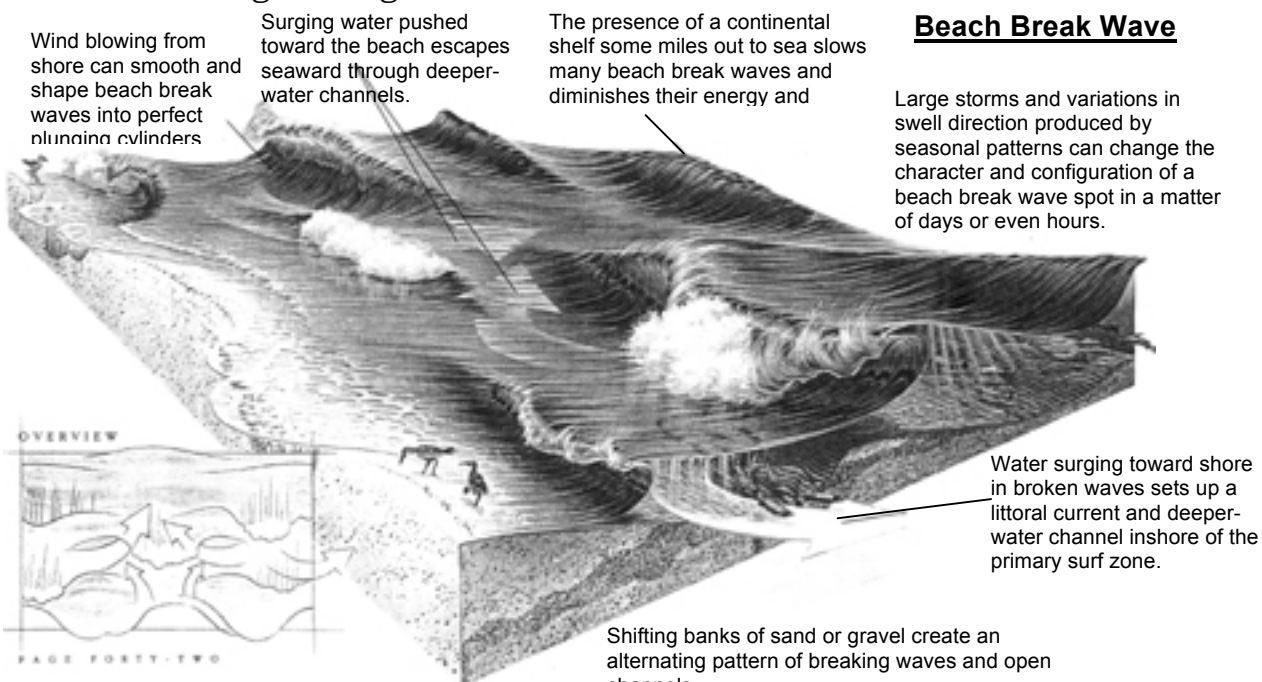 Beach Break Wave
Wind blowing from
shore can smooth and
shape beach break
waves into perfect
plunging cylinders
Surging water pushed
toward the beach escapes
seaward through deeper-
water channels.
The presence of a continental
shelf some miles out to sea slows
many beach break waves and
diminishes their energy and
Large storms and variations in
swell direction produced by
seasonal patterns can change the
character and configuration of a
beach break wave spot in a matter
of days or even hours.
Water surging toward shore
in broken waves sets up a
littoral current and deeper-
water channel inshore of the
primary surf zone.
OVERVIEW
PAGE FORTY-TWO
Shifting banks of sand or gravel create an
alternating pattern of breaking waves and open